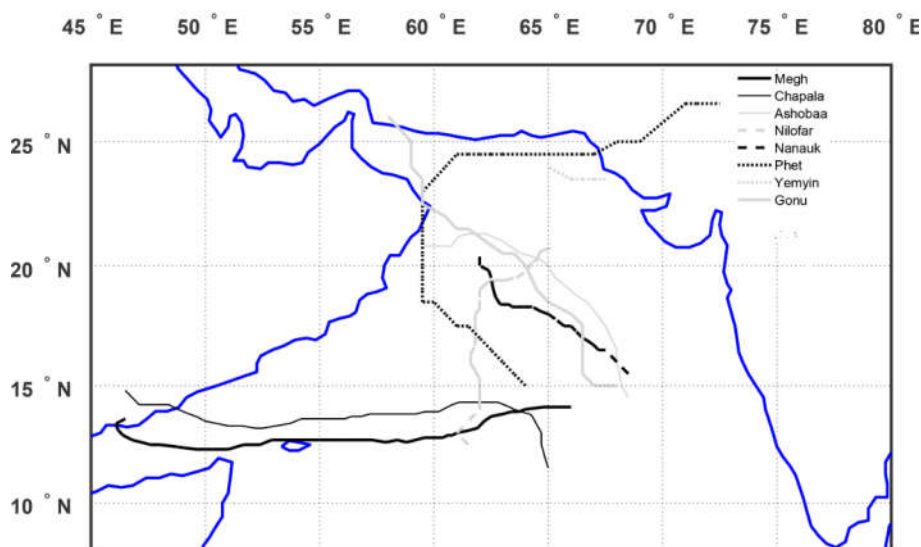 45 °E 50 °E 55 °E 60 °E 65 °E 70 °E 75 °E 80 °E
Megh
Chapala
Ashobaa
Nilofar
Nanauk
Phet
Yemyin
Gonu
25 °N
20 °N
15 °N
10 °N